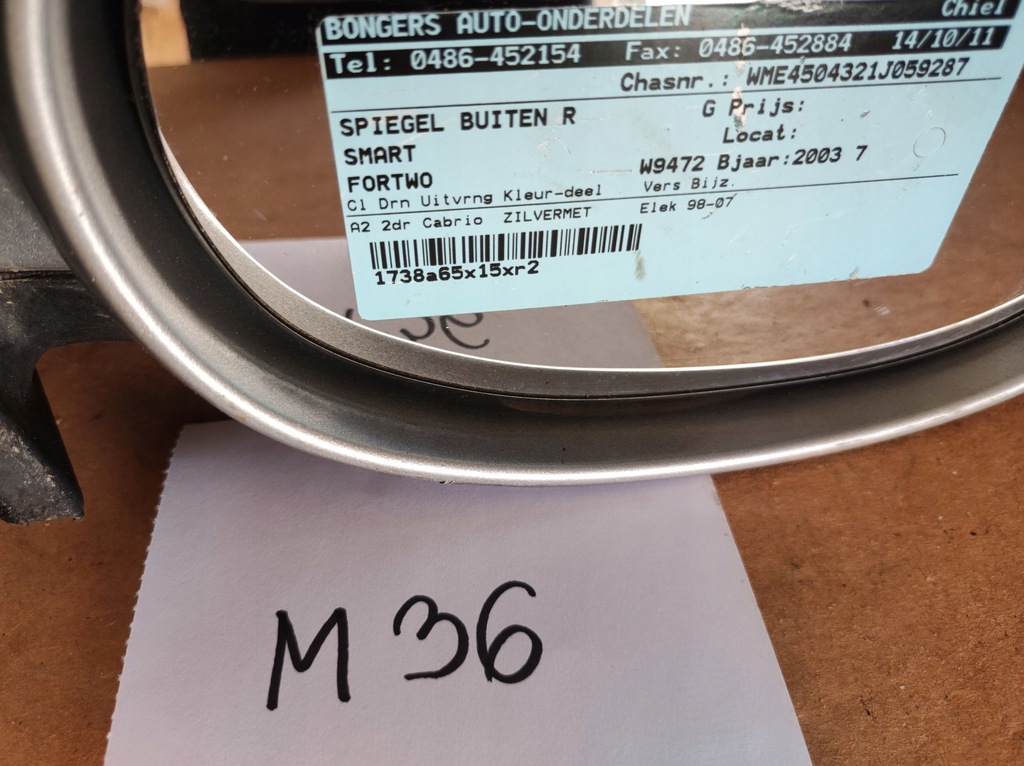 BONGERS AUTO-ONDERDELEN Chiel
Tel: 0486-452154 Fax: 0486-452884 14/10/11
Chasnr.: WME4504321J059287
SPIEGEL BUITEN R G Prijs:
SMART Locat:
FORTWO W9472 Bjaar:2003 7
Cl Drn Uitvrng Kleur-deel Vers Bijz.
A2 2dr Cabrio ZILVERMET Elek 98-07
1738a65x15xr2
M 36